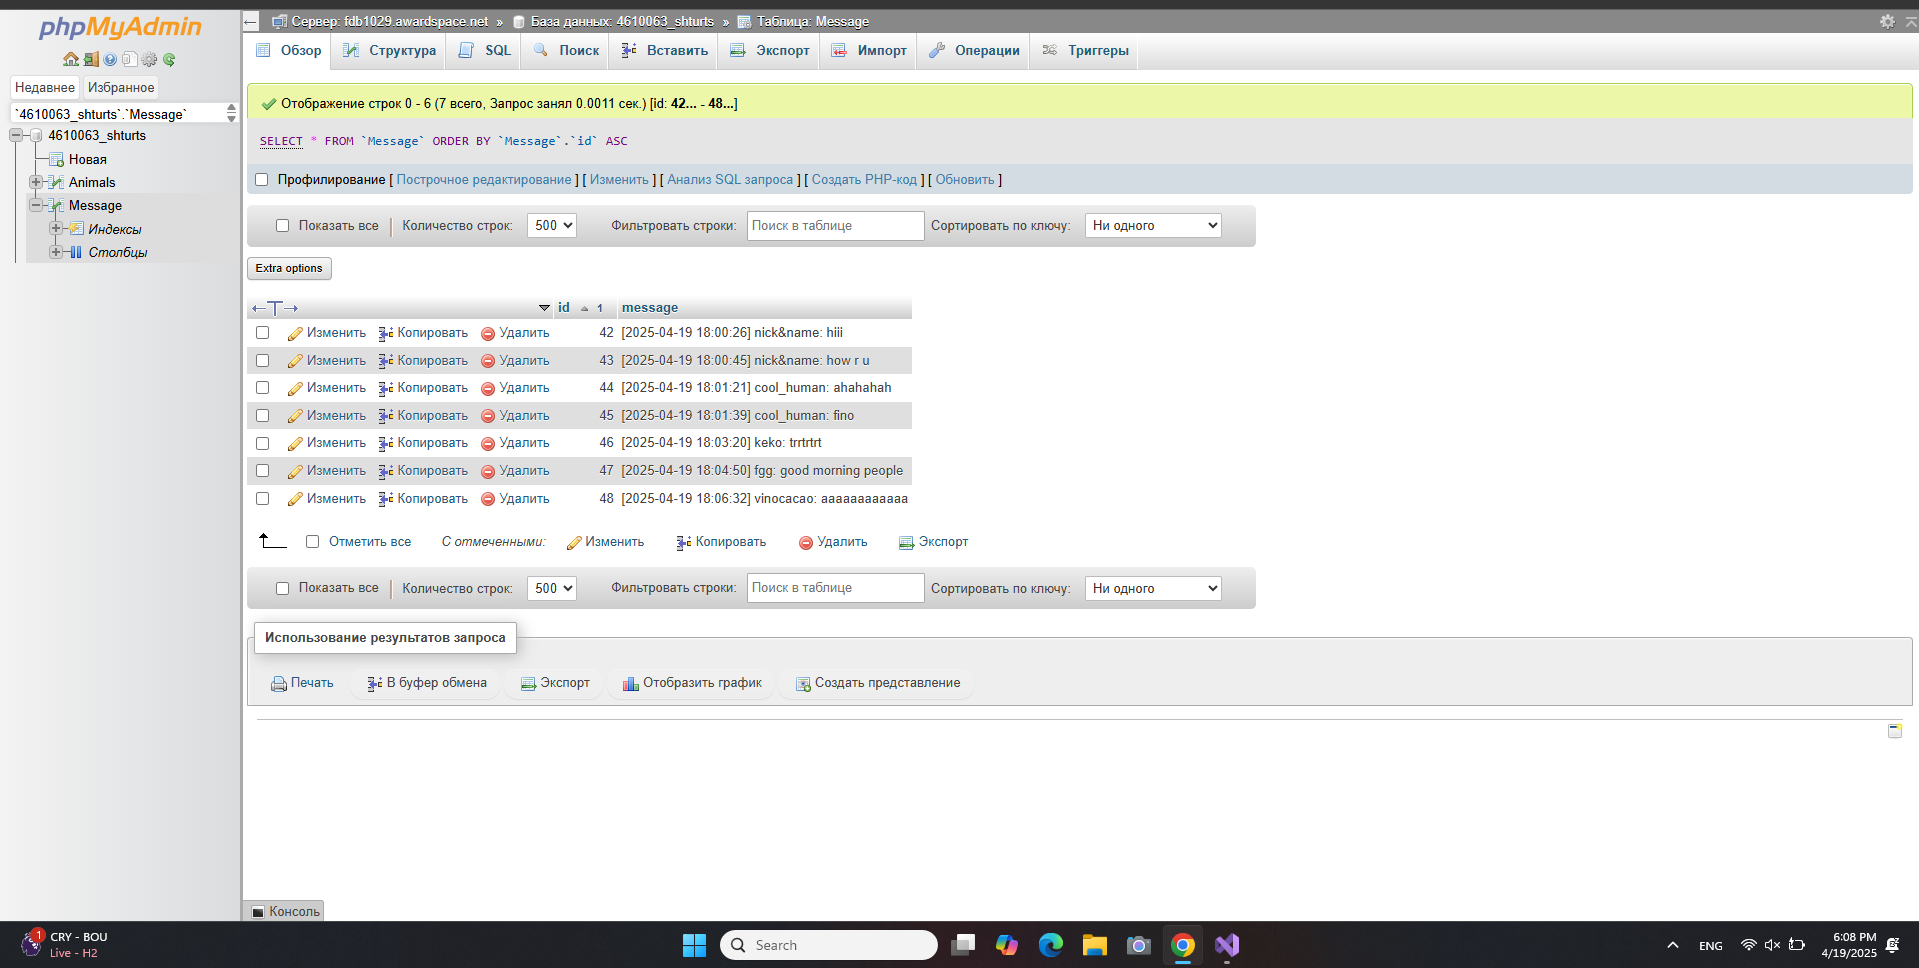 phpMyAdmin
Недавнее Избранное
`4610063_shturts`.`Message`
4610063_shturts
Новая
Animals
Message
Индексы
Столбцы
Сервер: fdb1029.awardspace.net » База данных: 4610063_shturts » Таблица: Message
Обзор Структура SQL Поиск Вставить Экспорт Импорт Операции Триггеры
Отображение строк 0 - 6 (7 всего, Запрос занял 0.0011 сек.) [id: 42... - 48...]
SELECT * FROM `Message` ORDER BY `Message`.`id` ASC
Профилирование [ Построчное редактирование ] [ Изменить ] [ Анализ SQL запроса ] [ Создать PHP-код ] [ Обновить ]
Показать все Количество строк: 500 Фильтровать строки: Поиск в таблице Сортировать по ключу: Ни одного
Extra options
id 1 message
Изменить Копировать Удалить 42 [2025-04-19 18:00:26] nick&name: hiii
Изменить Копировать Удалить 43 [2025-04-19 18:00:45] nick&name: how r u
Изменить Копировать Удалить 44 [2025-04-19 18:01:21] cool_human: ahahahah
Изменить Копировать Удалить 45 [2025-04-19 18:01:39] cool_human: fino
Изменить Копировать Удалить 46 [2025-04-19 18:03:20] keko: trrtrtrt
Изменить Копировать Удалить 47 [2025-04-19 18:04:50] fgg: good morning people
Изменить Копировать Удалить 48 [2025-04-19 18:06:32] vinocacao: aaaaaaaaaaaa
Отметить все С отмеченными: Изменить Копировать Удалить Экспорт
Показать все Количество строк: 500 Фильтровать строки: Поиск в таблице Сортировать по ключу: Ни одного
Использование результатов запроса
Печать В буфер обмена Экспорт Отобразить график Создать представление
Консоль
1 CRY - BOU
Live - H2
Search
ENG
6:08 PM
4/19/2025